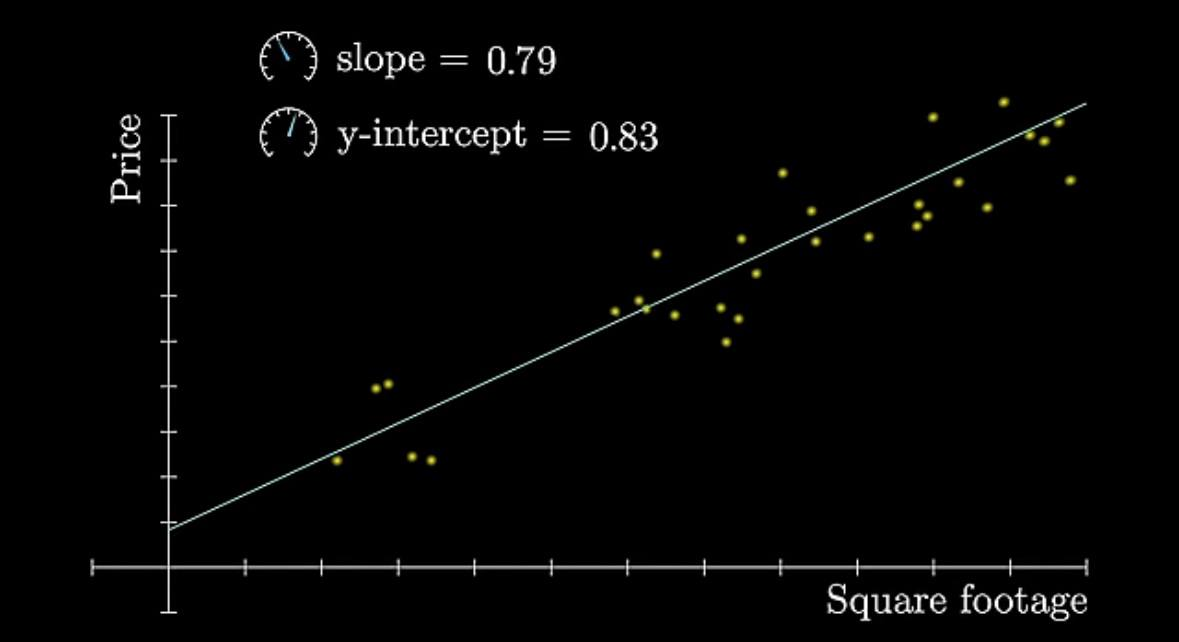 slope = 0.79
y-intercept = 0.83
Price
Square footage